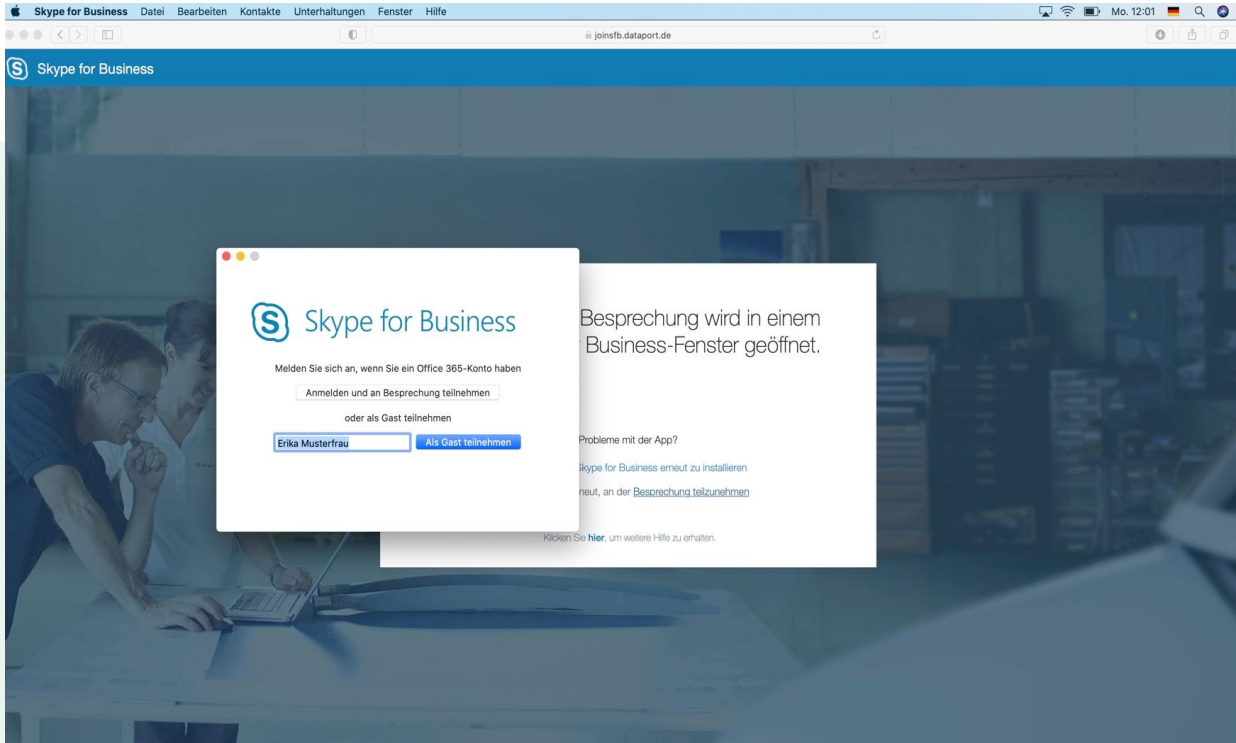 Skype for Business Datei Bearbeiten Kontakte Unterhaltungen Fenster Hilfe Mo. 12:01
joinsfb.dataport.de
Skype for Business
Skype for Business
Melden Sie sich an, wenn Sie ein Office 365-Konto haben
Anmelden und an Besprechung teilnehmen
oder als Gast teilnehmen
Erika Musterfrau Als Gast teilnehmen
Besprechung wird in einem
Business-Fenster geöffnet.
Probleme mit der App?
Skype for Business erneut zu installieren
neut, an der Besprechung teilzunehmen
Klicken Sie hier, um weitere Hilfe zu erhalten.